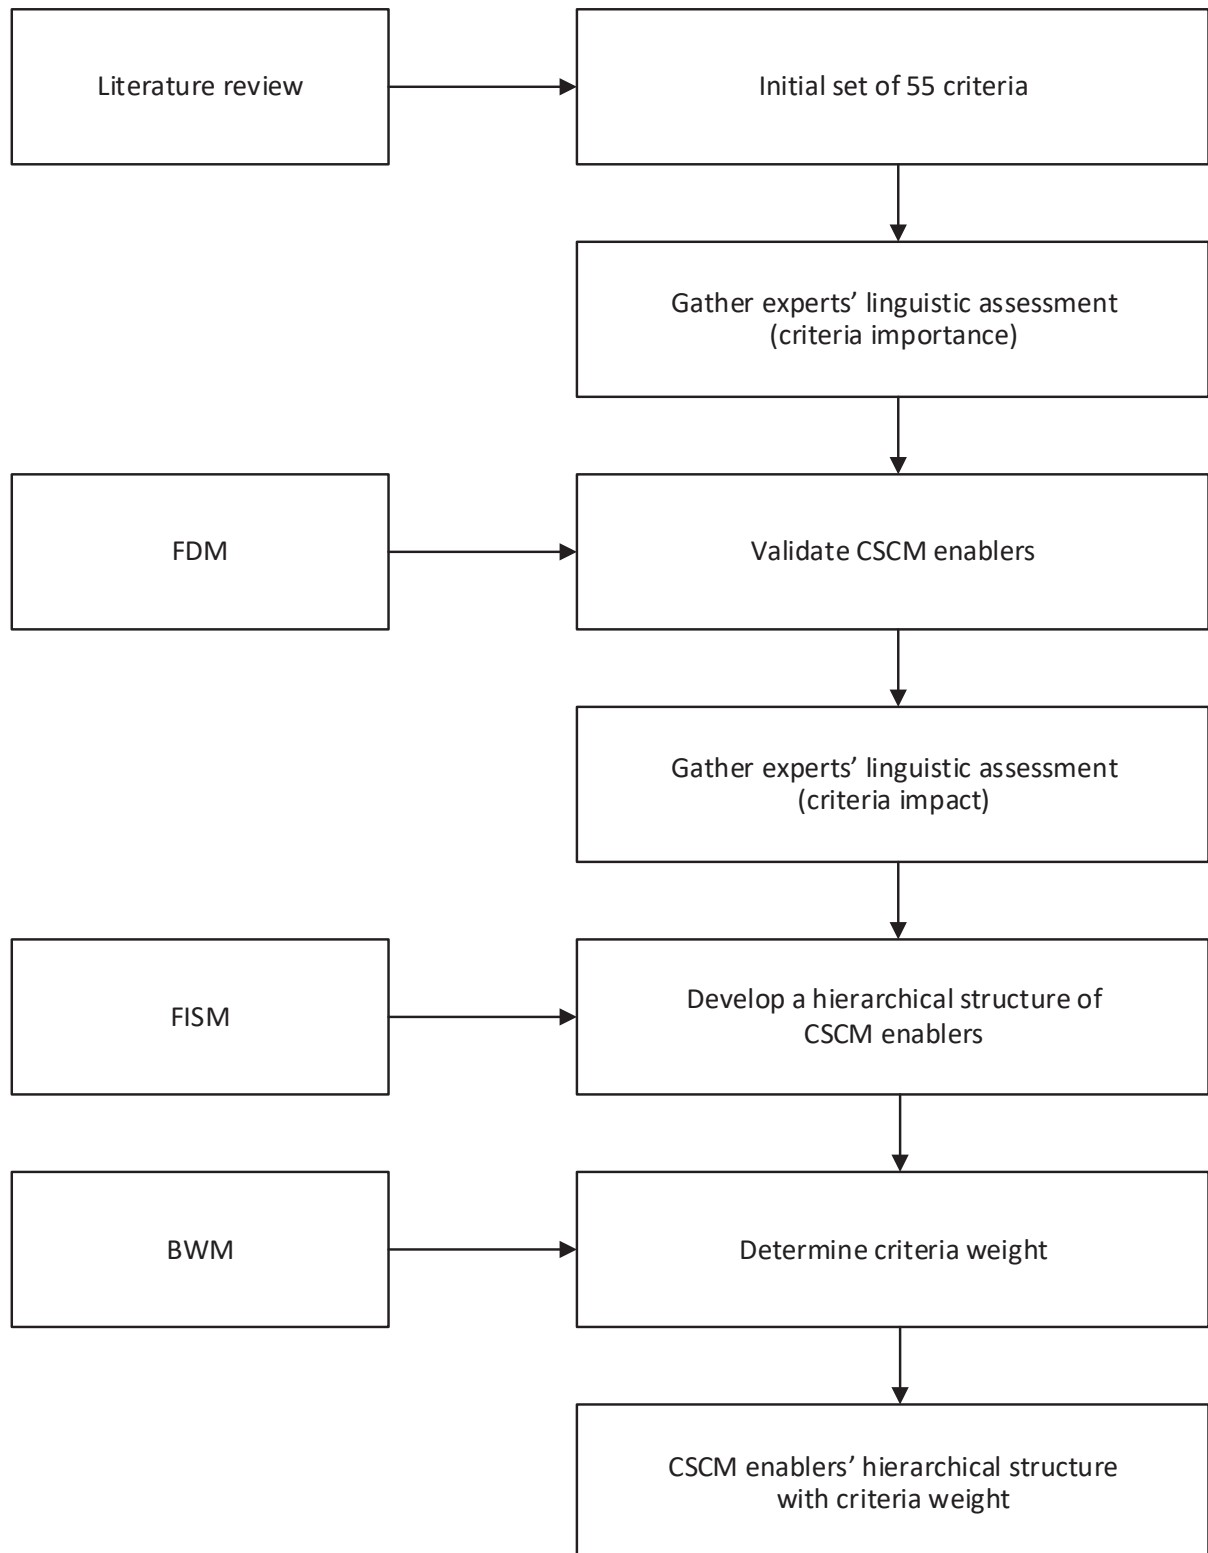 Literature review
Initial set of 55 criteria
Gather experts’ linguistic assessment
(criteria importance)
FDM
Validate CSCM enablers
Gather experts’ linguistic assessment
(criteria impact)
FISM
Develop a hierarchical structure of
CSCM enablers
BWM
Determine criteria weight
CSCM enablers’ hierarchical structure
with criteria weight